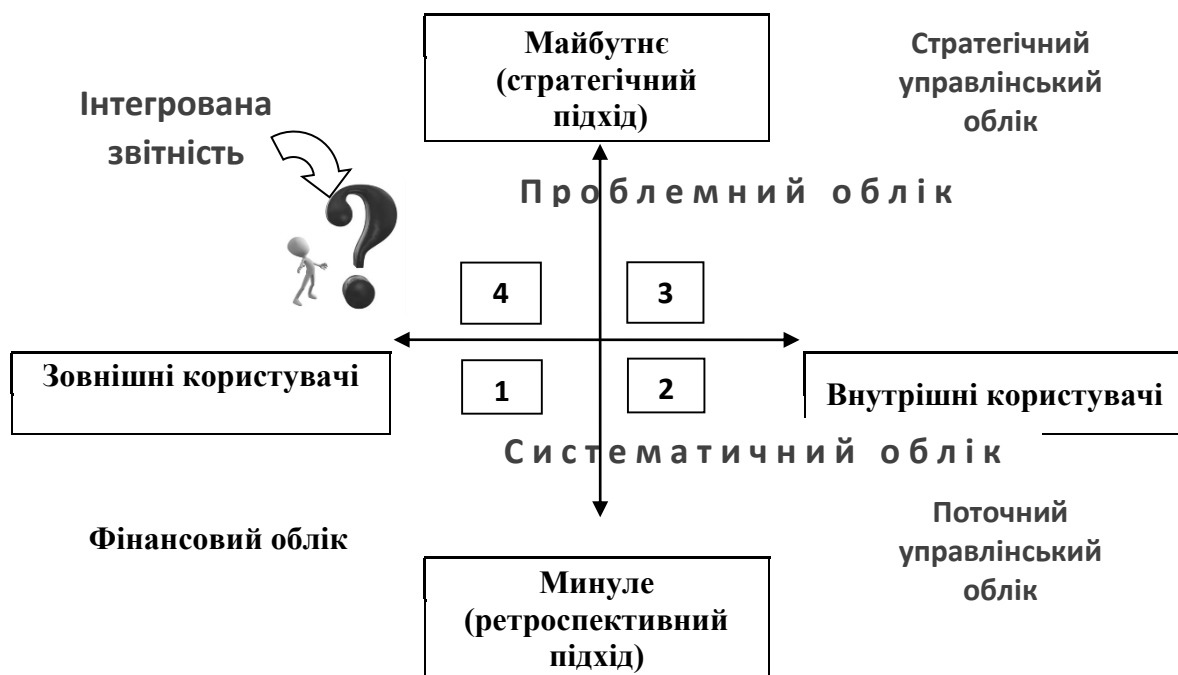 Майбутнє
(стратегічний
підхід)
Стратегічний
управлінський
облік
Інтегрована
звітність
Проблемний облік
4
3
Зовнішні користувачі
1
2
Внутрішні користувачі
Систематичний облік
Фінансовий облік
Поточний
управлінський
облік
Минуле
(ретроспективний
підхід)